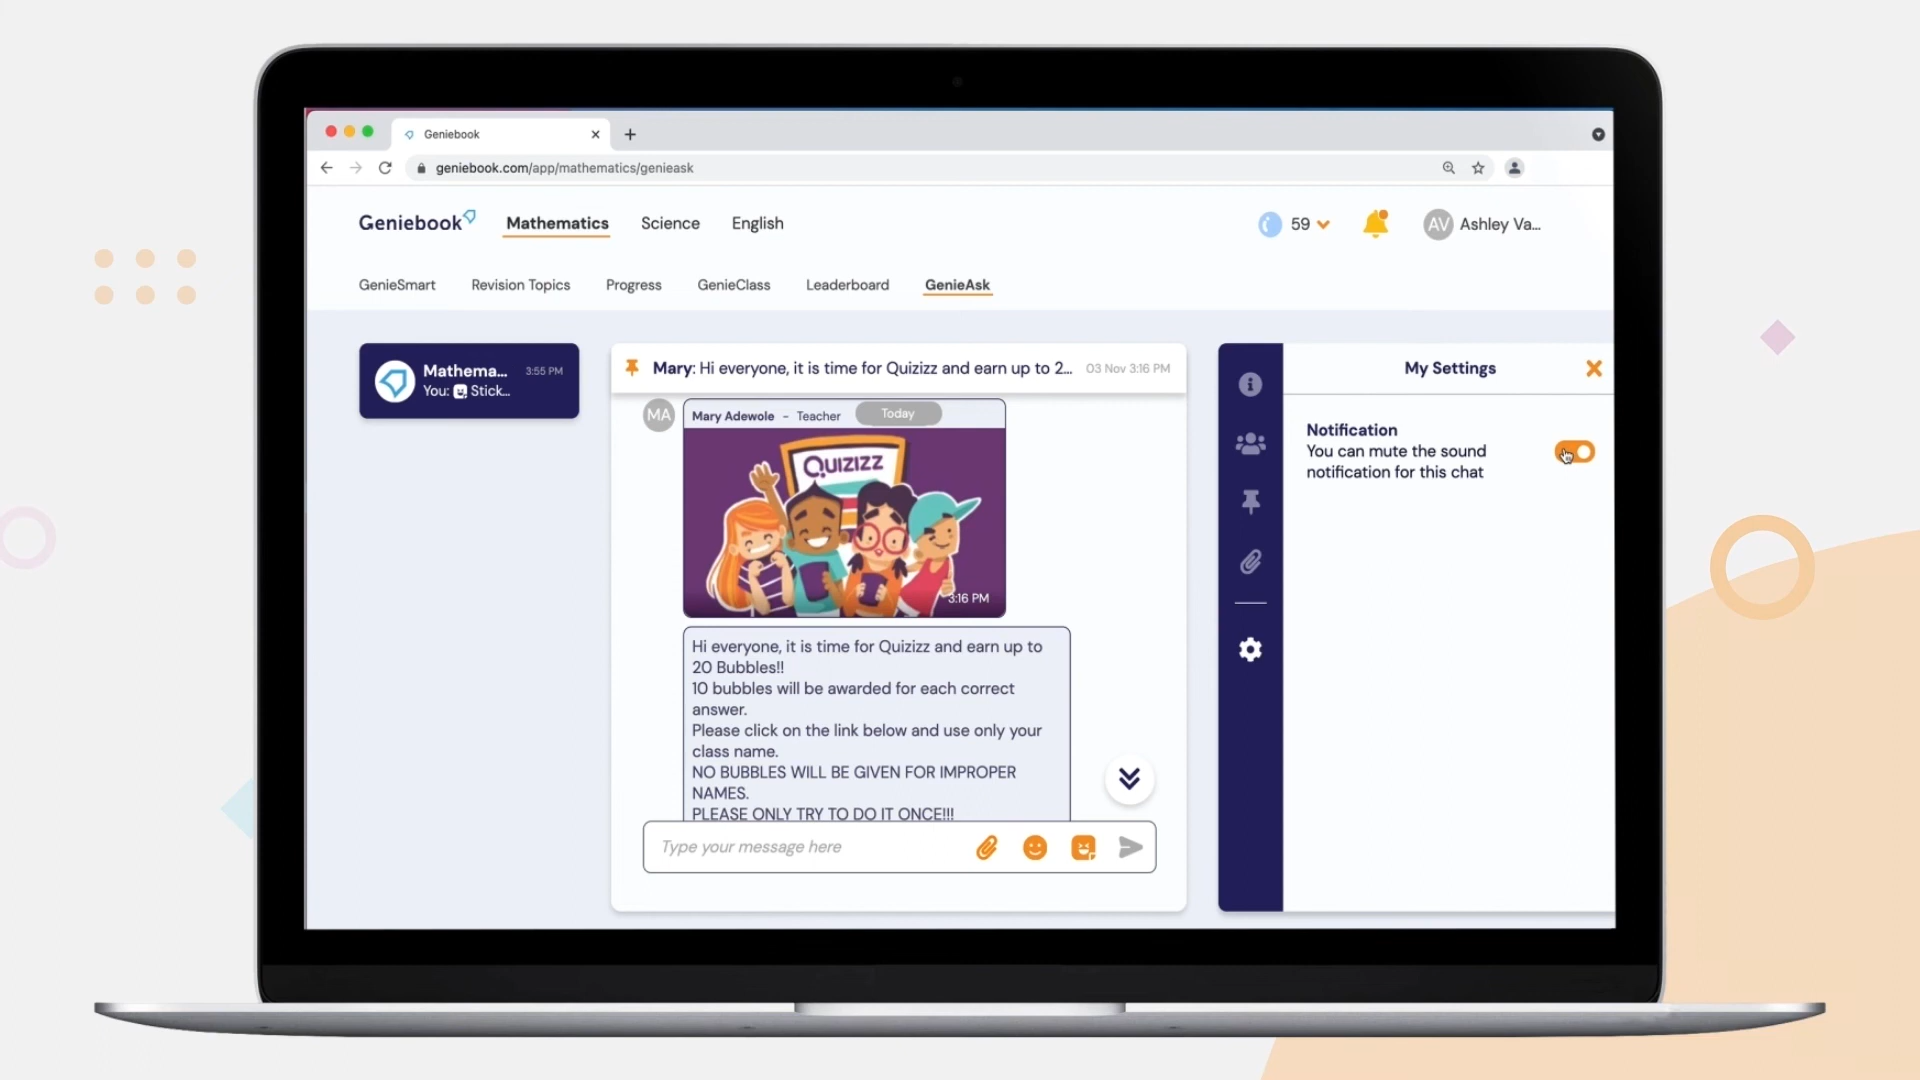 Geniebook
geniebook.com/app/mathematics/genieask
Geniebook
Mathematics
Science
English
59
AV
Ashley Va...
GenieSmart
Revision Topics
Progress
GenieClass
Leaderboard
GenieAsk
Mathema...
3:55 PM
You: Stick...
Mary: Hi everyone, it is time for Quizizz and earn up to 2...
03 Nov 3:16 PM
MA
Mary Adewole - Teacher
Today
QUIZIZZ
3:16 PM
Hi everyone, it is time for Quizizz and earn up to
20 Bubbles!!
10 bubbles will be awarded for each correct
answer.
Please click on the link below and use only your
class name.
NO BUBBLES WILL BE GIVEN FOR IMPROPER
NAMES.
PLEASE ONLY TRY TO DO IT ONCE!!!
Type your message here
My Settings
Notification
You can mute the sound
notification for this chat